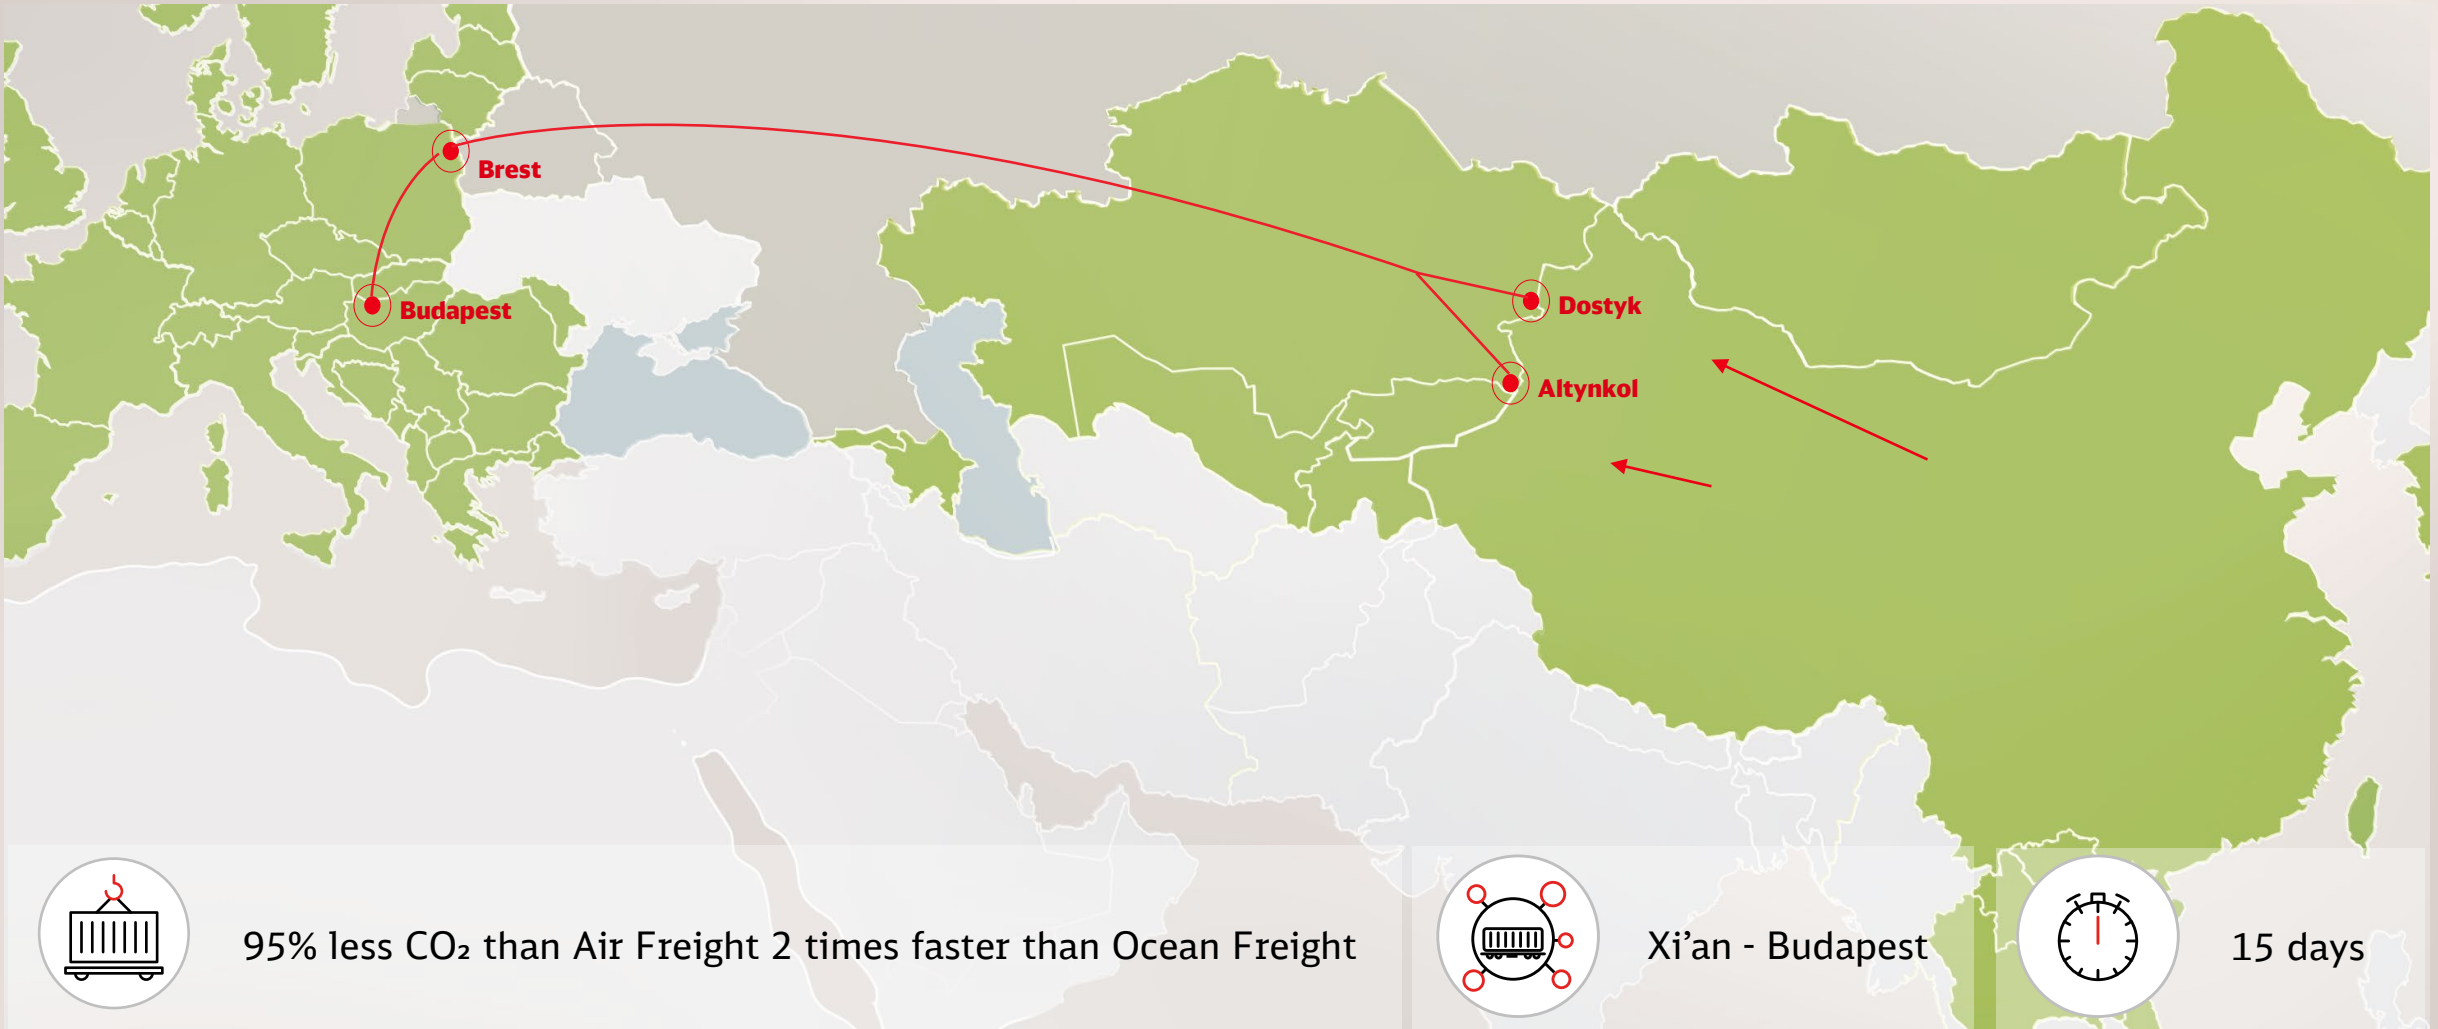 Brest
Budapest
Dostyk
Altynkol
95% less CO₂ than Air Freight 2 times faster than Ocean Freight
Xi’an - Budapest
15 days